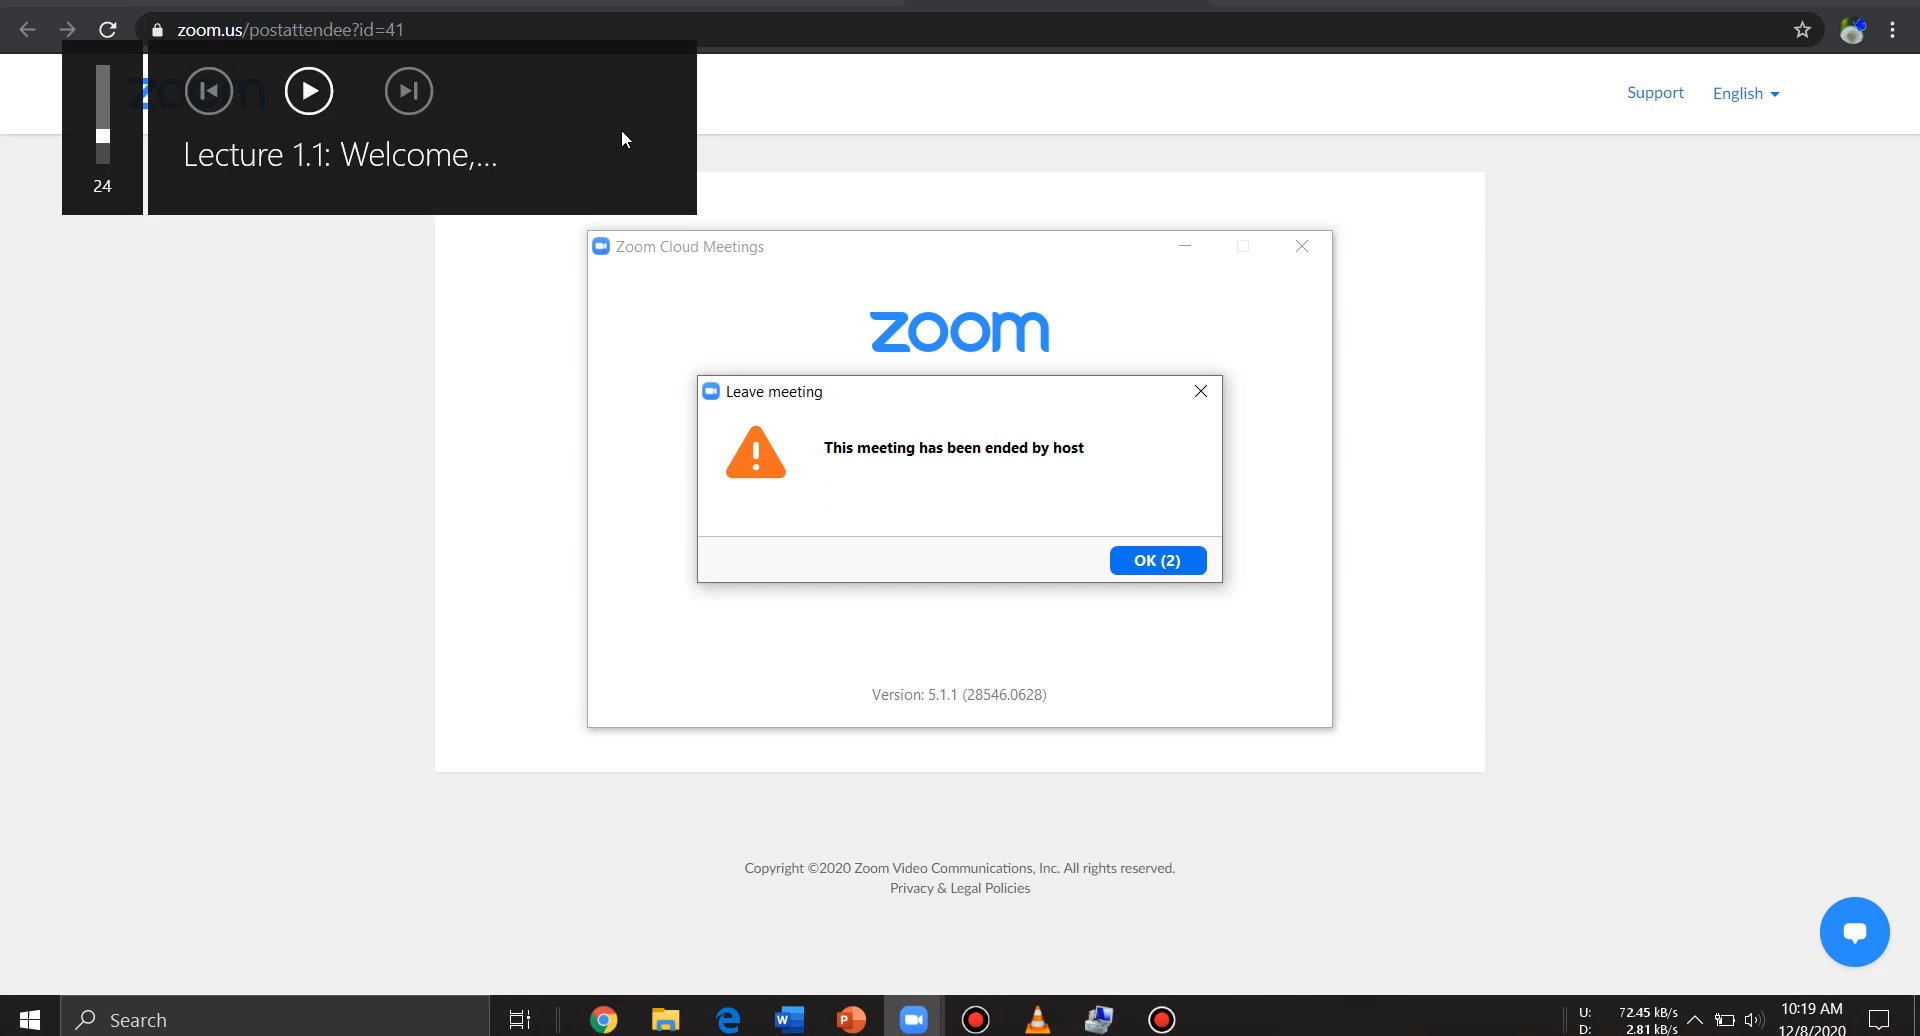 zoom.us/postattendee?id=41
zoom
Support
English
Lecture 1.1: Welcome,...
24
Zoom Cloud Meetings
zoom
Leave meeting
This meeting has been ended by host
OK (2)
Version: 5.1.1 (28546.0628)
Copyright ©2020 Zoom Video Communications, Inc. All rights reserved.
Privacy & Legal Policies
Search
U: 72.45 kB/s
D: 2.81 kB/s
10:19 AM
12/8/2020